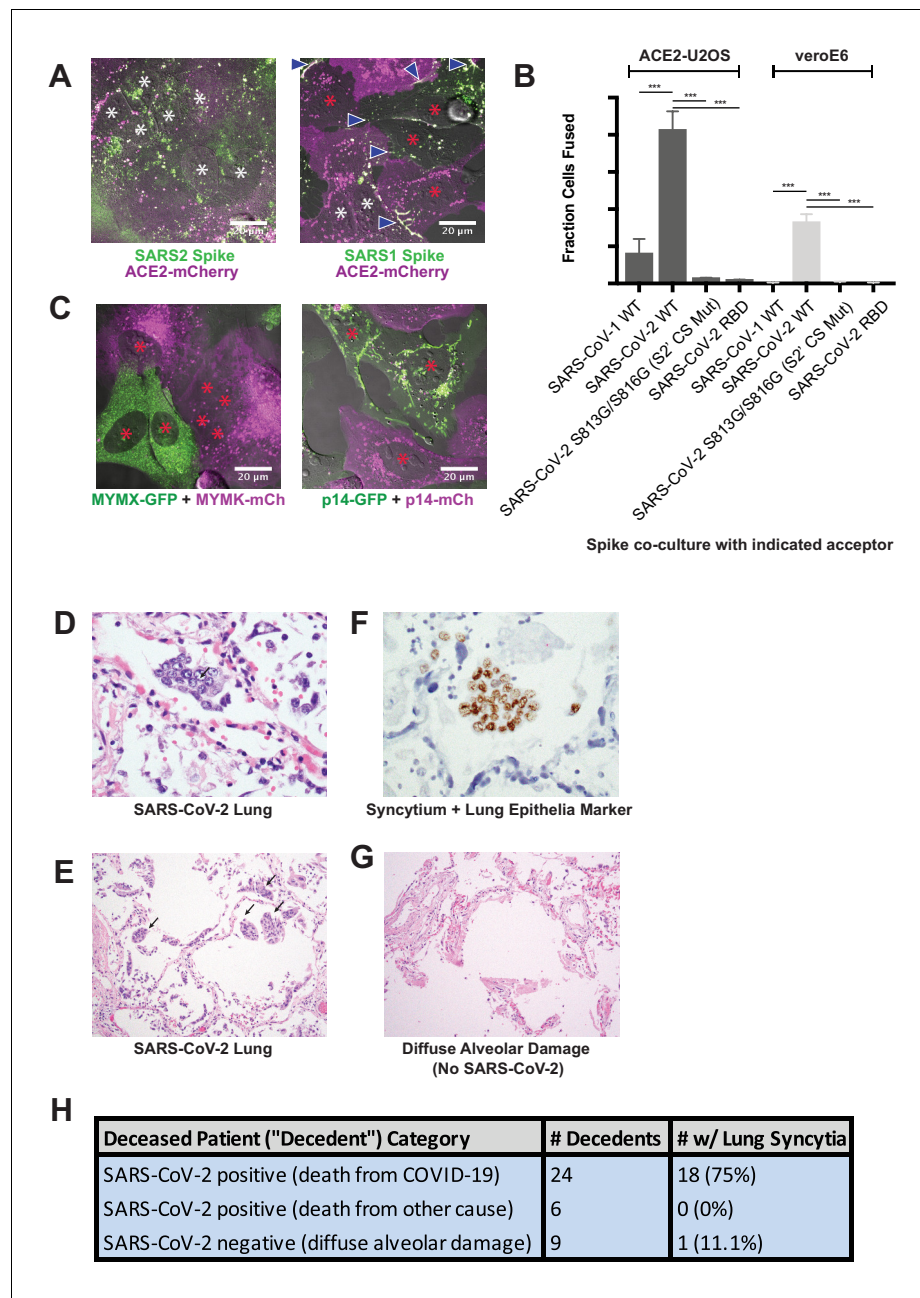 A
20 μm
20 μm
SARS2 Spike
ACE2-mCherry
SARS1 Spike
ACE2-mCherry
B
ACE2-U2OS
veroE6
***
***
***
***
***
***
Fraction Cells Fused
SARS-CoV-1 WT
SARS-CoV-2 WT
SARS-CoV-2 S813G/S816G (S2' CS Mut)
SARS-CoV-2 RBD
SARS-CoV-1 WT
SARS-CoV-2 WT
SARS-CoV-2 S813G/S816G (S2' CS Mut)
SARS-CoV-2 RBD
Spike co-culture with indicated acceptor
C
20 μm
20 μm
MYMX-GFP + MYMK-mCh
p14-GFP + p14-mCh
D
SARS-CoV-2 Lung
F
Syncytium + Lung Epithelia Marker
E
SARS-CoV-2 Lung
G
Diffuse Alveolar Damage
(No SARS-CoV-2)
H
Deceased Patient ("Decedent") Category # Decedents # w/ Lung Syncytia
SARS-CoV-2 positive (death from COVID-19) 24 18 (75%)
SARS-CoV-2 positive (death from other cause) 6 0 (0%)
SARS-CoV-2 negative (diffuse alveolar damage) 9 1 (11.1%)